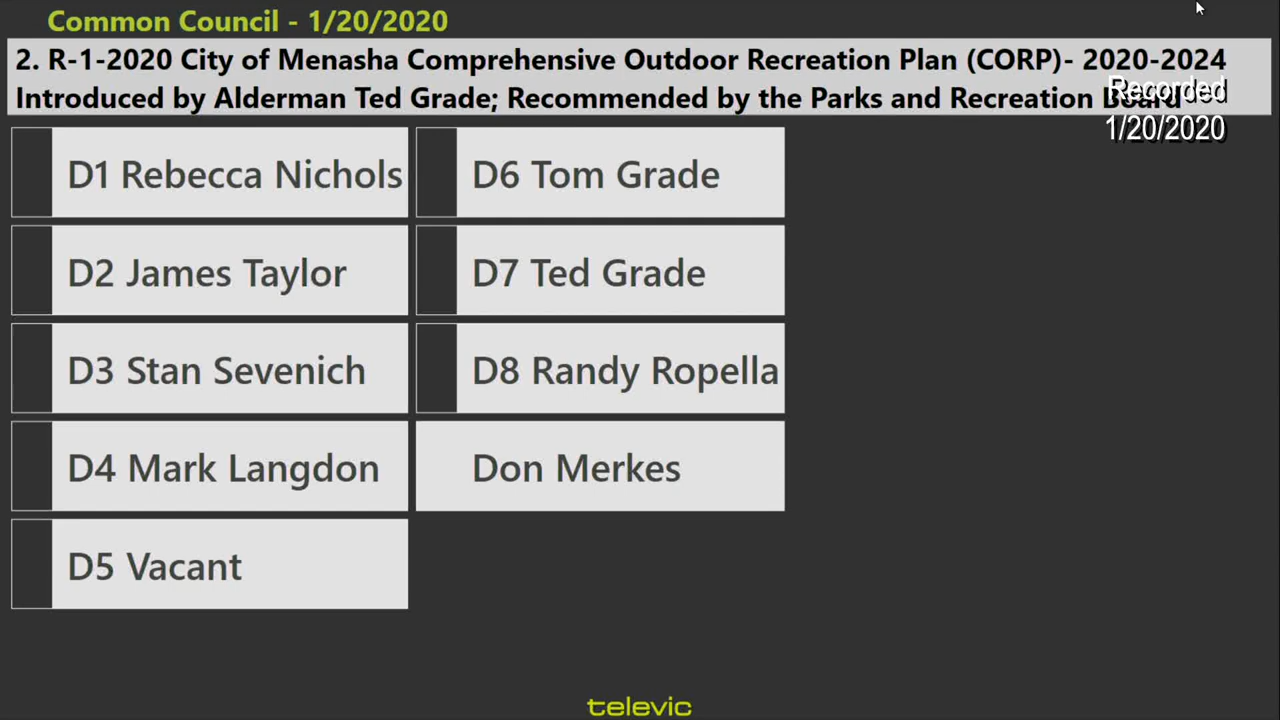 Common Council - 1/20/2020
2. R-1-2020 City of Menasha Comprehensive Outdoor Recreation Plan (CORP)- 2020-2024
Introduced by Alderman Ted Grade; Recommended by the Parks and Recreation Board
Recorded
1/20/2020
D1 Rebecca Nichols
D6 Tom Grade
D2 James Taylor
D7 Ted Grade
D3 Stan Sevenich
D8 Randy Ropella
D4 Mark Langdon
Don Merkes
D5 Vacant
televic